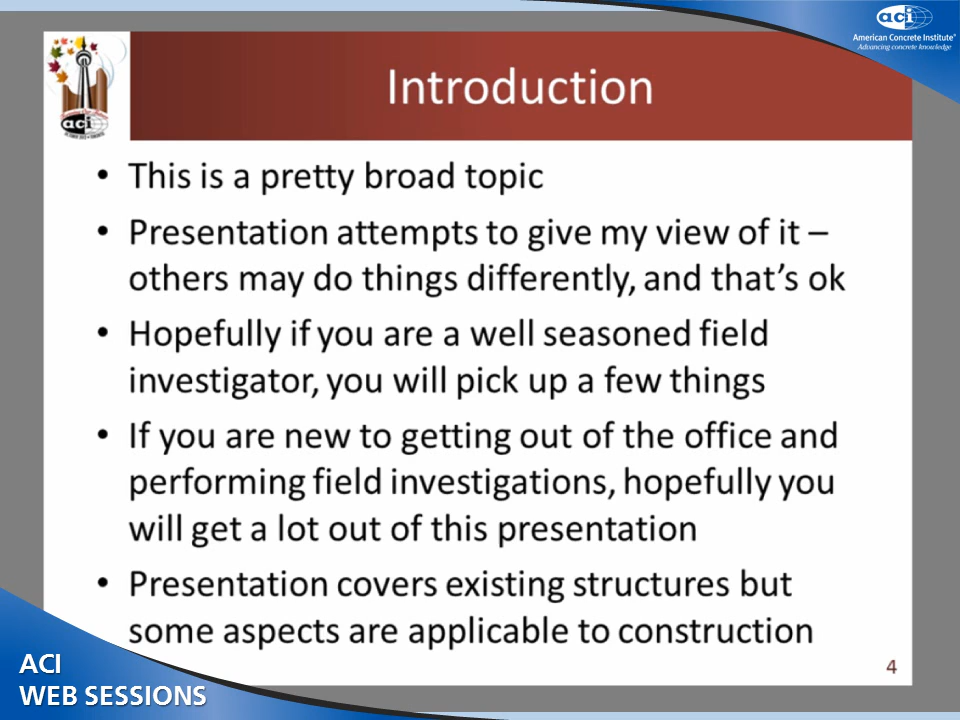 aci
American Concrete Institute®
Advancing concrete knowledge
Introduction
aci
• This is a pretty broad topic
• Presentation attempts to give my view of it –
others may do things differently, and that's ok
• Hopefully if you are a well seasoned field
investigator, you will pick up a few things
• If you are new to getting out of the office and
performing field investigations, hopefully you
will get a lot out of this presentation
• Presentation covers existing structures but
some aspects are applicable to construction
4
ACI
WEB SESSIONS